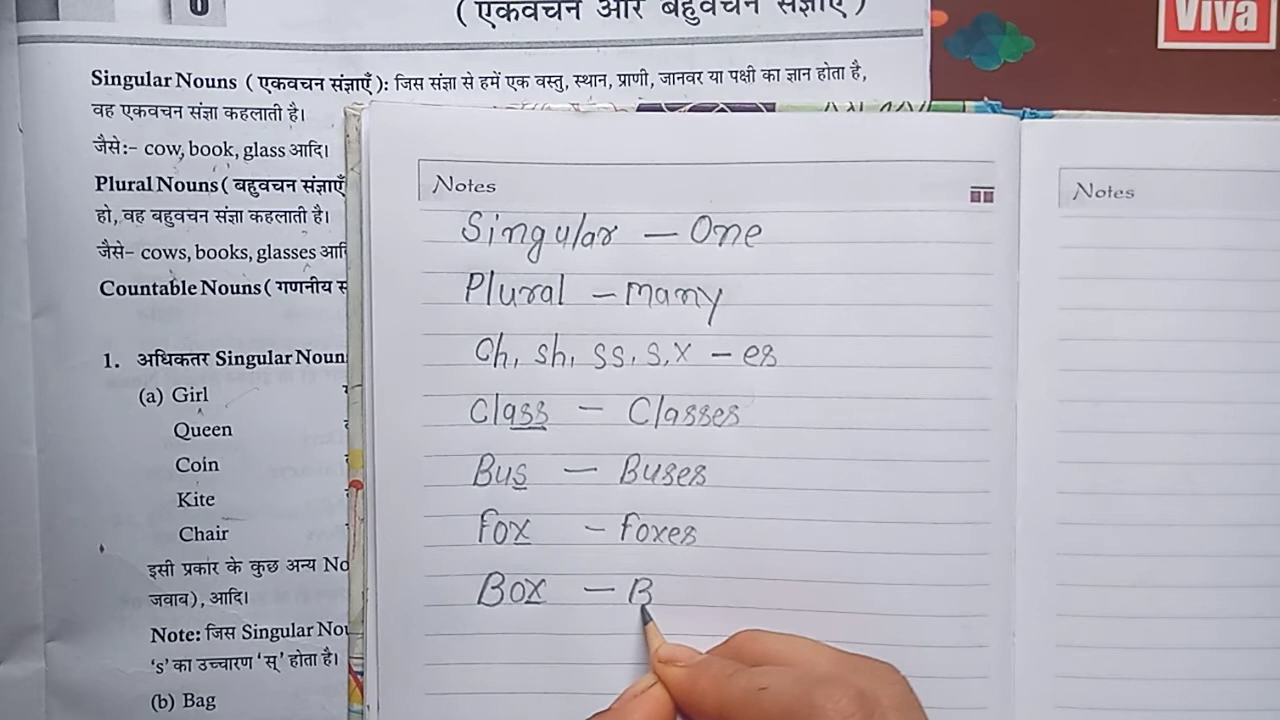 (एकवचन और बहुवचन संज्ञाएँ)
Viva
Singular Nouns (एकवचन संज्ञाएँ): जिस संज्ञा से हमें एक वस्तु, स्थान, प्राणी, जानवर या पक्षी का ज्ञान होता है,
वह एकवचन संज्ञा कहलाती है।
जैसे:- cow, book, glass आदि।
Plural Nouns (बहुवचन संज्ञाएँ
हो, वह बहुवचन संज्ञा कहलाती है।
जैसे- cows, books, glasses
Countable Nouns (गणनीय
1. अधिकतर Singular Noun
(a) Girl
Queen
Coin
Kite
Chair
इसी प्रकार के कुछ अन्य No
जवाब), आदि।
Note: जिस Singular Nou
's' का उच्चारण 'स्' होता है।
(b) Bag
Notes
Singular — One
Plural — Many
Ch, sh, ss, s, x — es
Class — Classes
Bus — Buses
Fox - Foxes
Box — B
Notes